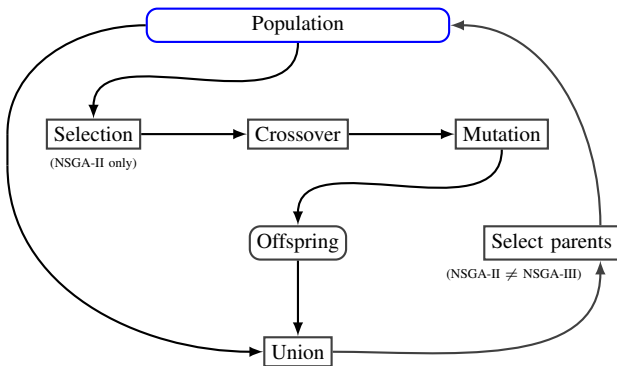 Population
Selection
(NSGA-II only)
Crossover
Mutation
Offspring
Select parents
(NSGA-II ≠ NSGA-III)
Union